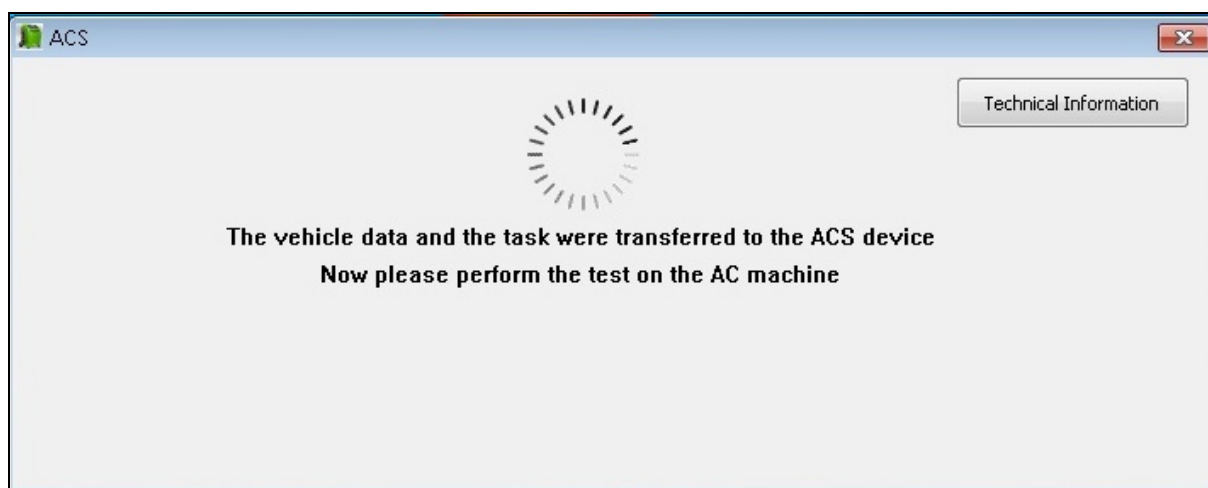 ACS
Technical Information
The vehicle data and the task were transferred to the ACS device
Now please perform the test on the AC machine